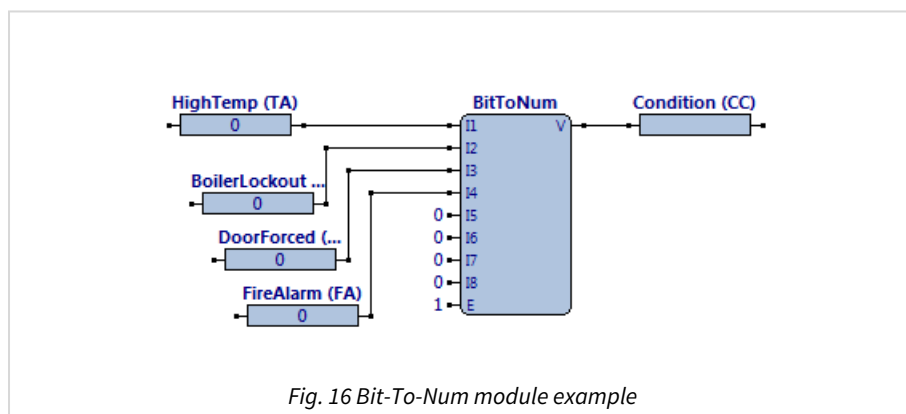 HighTemp (TA) BitToNum Condition (CC)
0 I1 V
I2
BoilerLockout ... I3
0 I4
DoorForced (... 0 I5
0 0 I6
0 I7
FireAlarm (FA) 0 I8
0 1 E
Fig. 16 Bit-To-Num module example